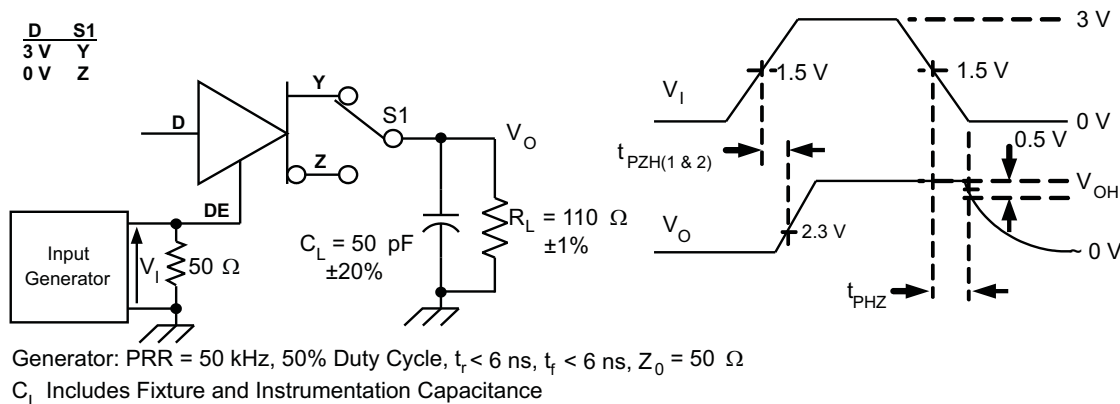 D S1
3 V Y
0 V Z
D
Y
Z
S1
DE
V_O
Input
Generator
V_I
50 Ω
C_L = 50 pF
±20%
R_L = 110 Ω
±1%
V_I
3 V
1.5 V
1.5 V
0 V
t_PZH(1 & 2)
0.5 V
V_OH
V_O
2.3 V
~ 0 V
t_PHZ
Generator: PRR = 50 kHz, 50% Duty Cycle, t_r < 6 ns, t_f < 6 ns, Z_0 = 50 Ω
C_L Includes Fixture and Instrumentation Capacitance